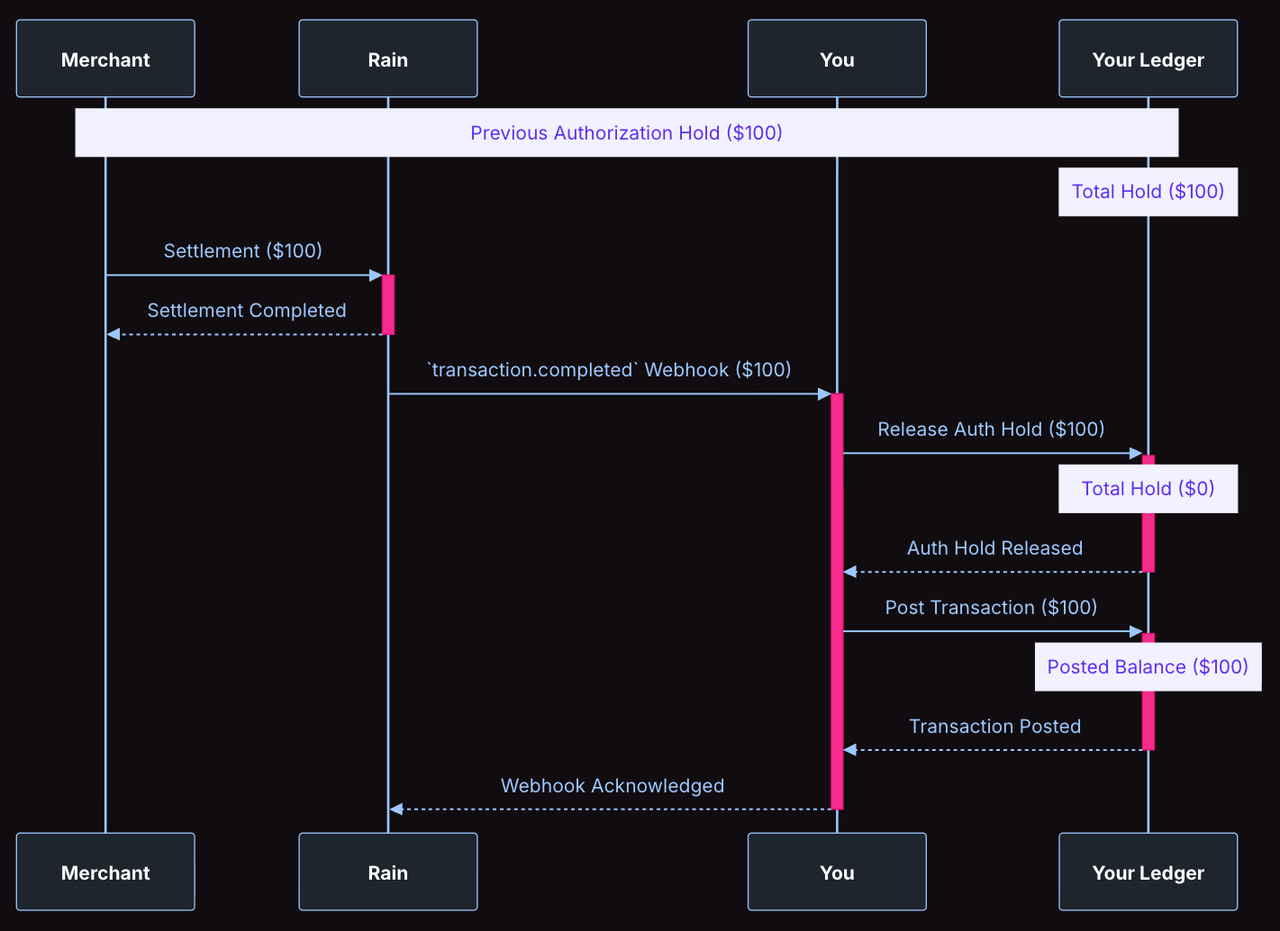 Merchant
Rain
You
Your Ledger
Previous Authorization Hold ($100)
Total Hold ($100)
Settlement ($100)
Settlement Completed
`transaction.completed` Webhook ($100)
Release Auth Hold ($100)
Total Hold ($0)
Auth Hold Released
Post Transaction ($100)
Posted Balance ($100)
Transaction Posted
Webhook Acknowledged
Merchant
Rain
You
Your Ledger